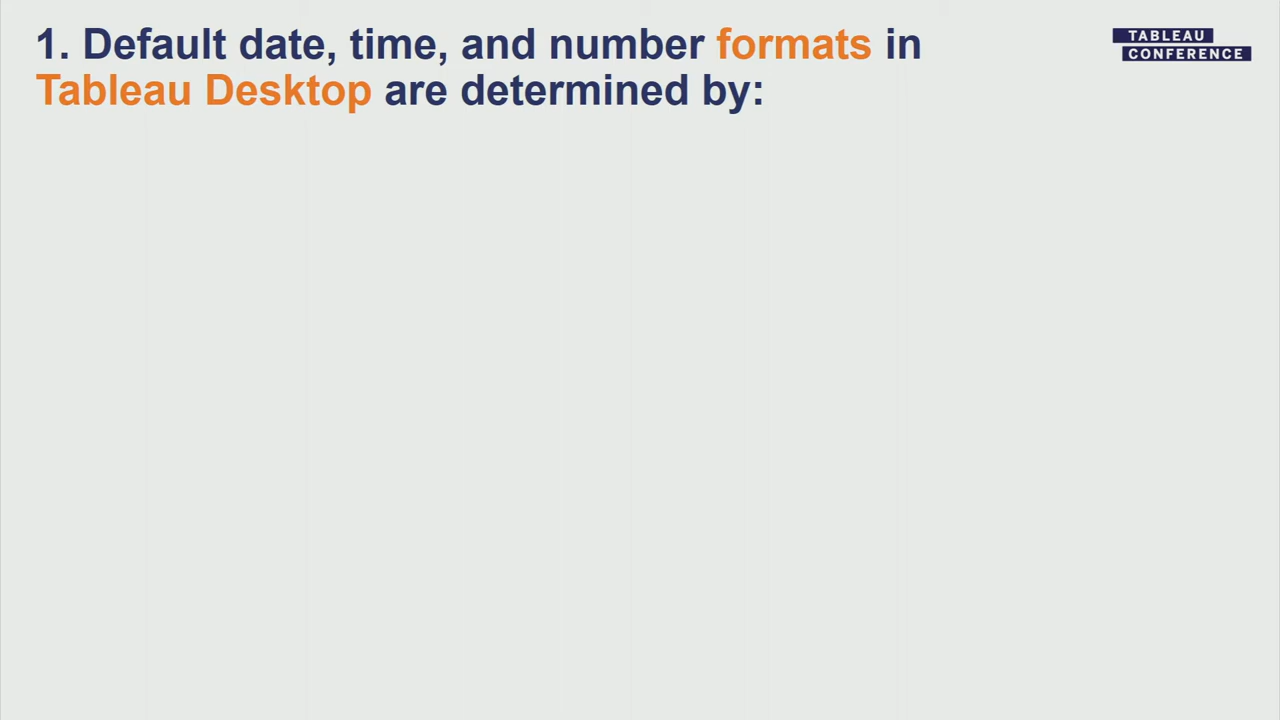 1. Default date, time, and number formats in
Tableau Desktop are determined by:
TABLEAU
CONFERENCE